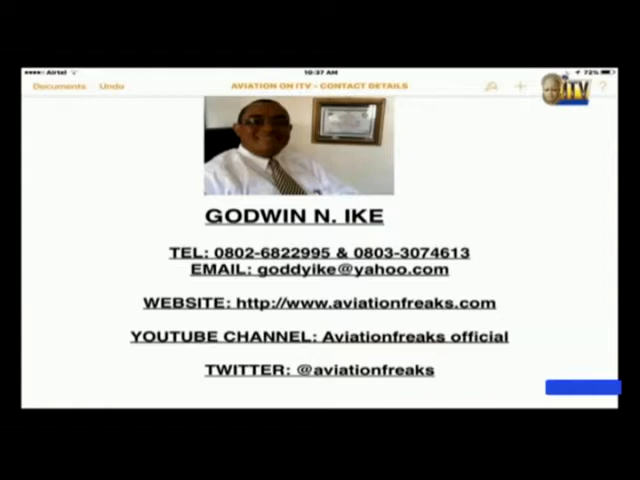 Airtel
10:37 AM
72%
Documents
Undo
AVIATION ON ITV - CONTACT DETAILS
?
iTV
GODWIN N. IKE
TEL: 0802-6822995 & 0803-3074613
EMAIL: goddyike@yahoo.com
WEBSITE: http://www.aviationfreaks.com
YOUTUBE CHANNEL: Aviationfreaks official
TWITTER: @aviationfreaks